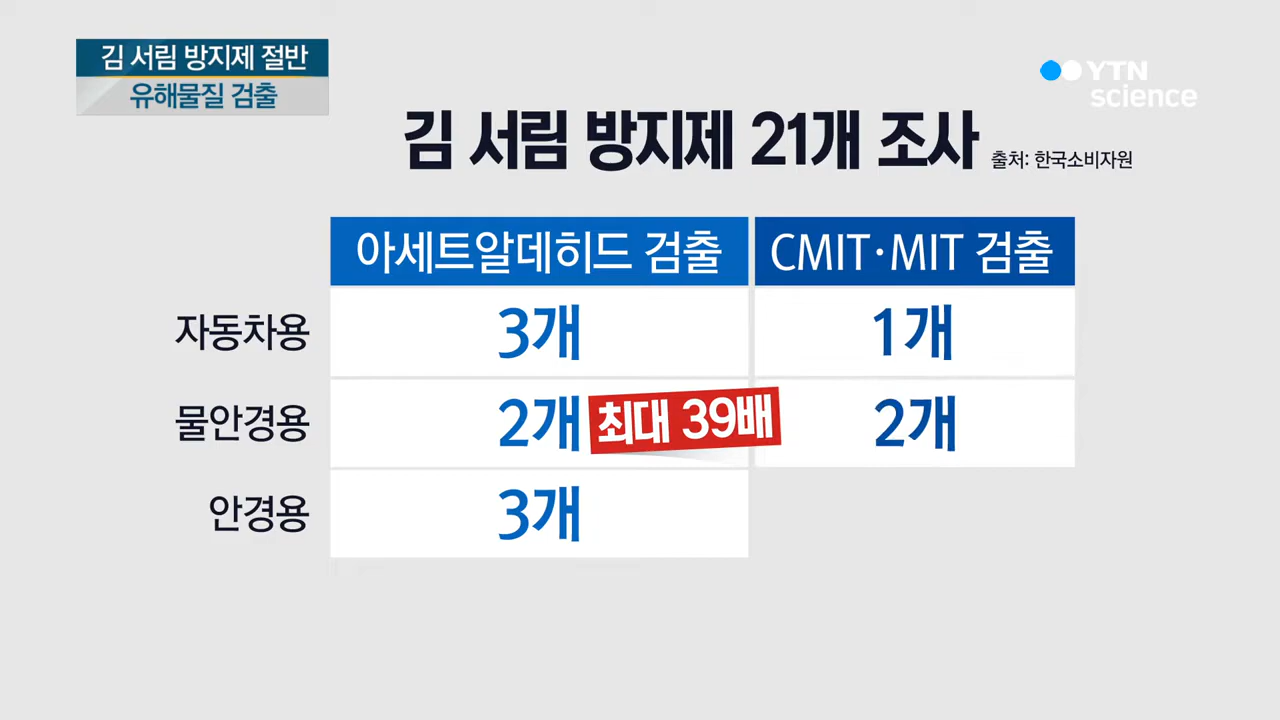 김 서림 방지제 절반
유해물질 검출
YTN
science
김 서림 방지제 21개 조사
출처: 한국소비자원
아세트알데히드 검출 CMIT·MIT 검출
자동차용 3개 1개
물안경용 2개 최대 39배 2개
안경용 3개